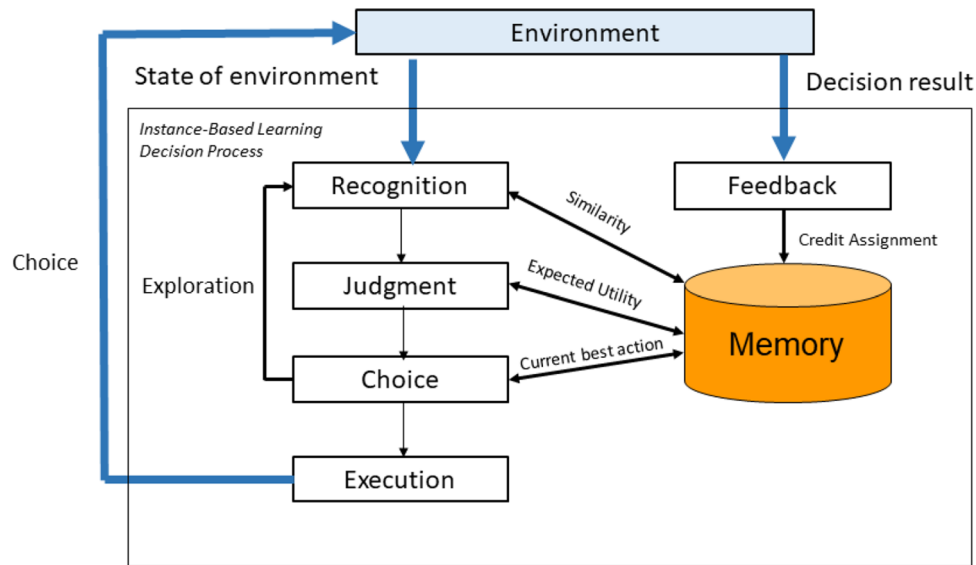 Environment
State of environment
Decision result
Instance-Based Learning
Decision Process
Recognition
Feedback
Similarity
Credit Assignment
Choice
Exploration
Judgment
Expected Utility
Memory
Current best action
Choice
Execution